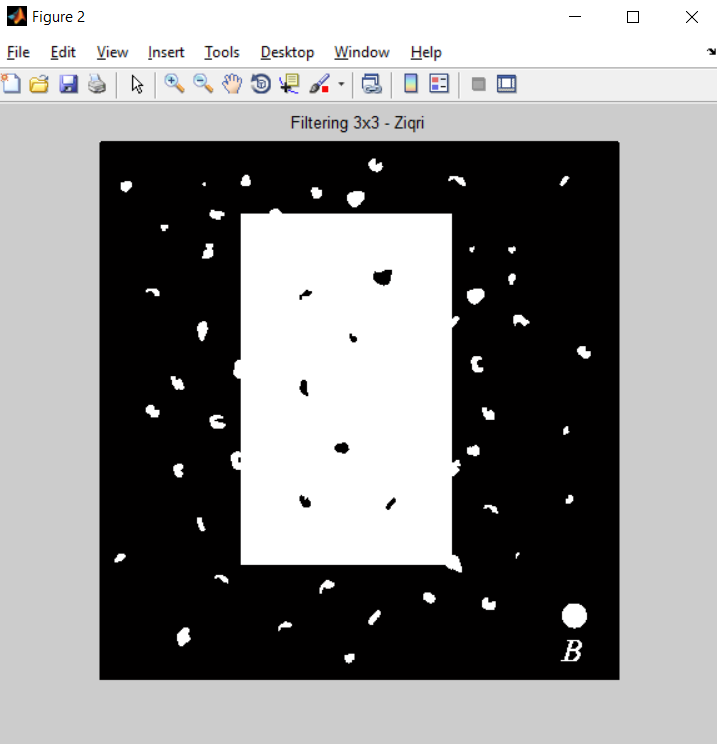 Figure 2
File Edit View Insert Tools Desktop Window Help
Filtering 3x3 - Ziqri
B